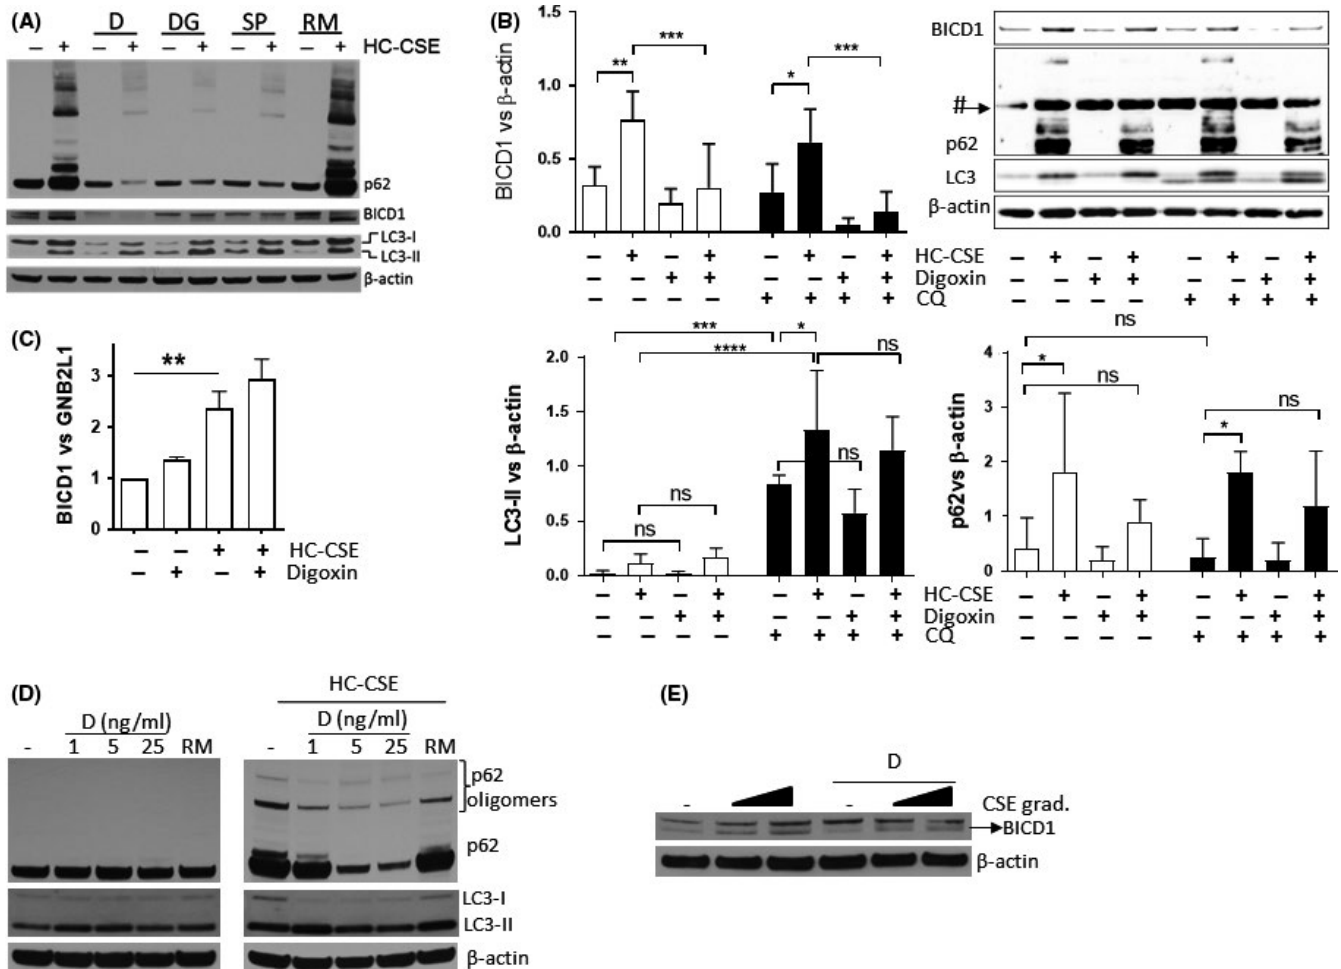 (A)
D DG SP RM
– + – + – + – + – + HC-CSE
p62
BICD1
LC3-I
LC3-II
β-actin
(B)
BICD1 vs β-actin
1.5
1.0
0.5
0.0
** *** * ***
– + – + – + – + HC-CSE
– – + + – – + + Digoxin
– – – – + + + + CQ
BICD1
#
p62
LC3
β-actin
– + – + – + – +
– – + + – – + +
– – – – + + + +
(C)
BICD1 vs GNB2L1
3
2
1
0
**
– – + + HC-CSE
– + – + Digoxin
LC3-II vs β-actin
2.0
1.5
1.0
0.5
0.0
*** *
**** ns
ns
ns
ns
– + – + – + – + HC-CSE
– – + + – – + + Digoxin
– – – – + + + + CQ
p62vs β-actin
4
3
2
1
0
ns
*
ns
ns
*
– + – + – + – +
– – + + – – + +
– – – – + + + +
(D)
D (ng/ml)
- 1 5 25 RM
HC-CSE
D (ng/ml)
- 1 5 25 RM
p62
oligomers
p62
LC3-I
LC3-II
β-actin
(E)
D
- - CSE grad.
BICD1
β-actin